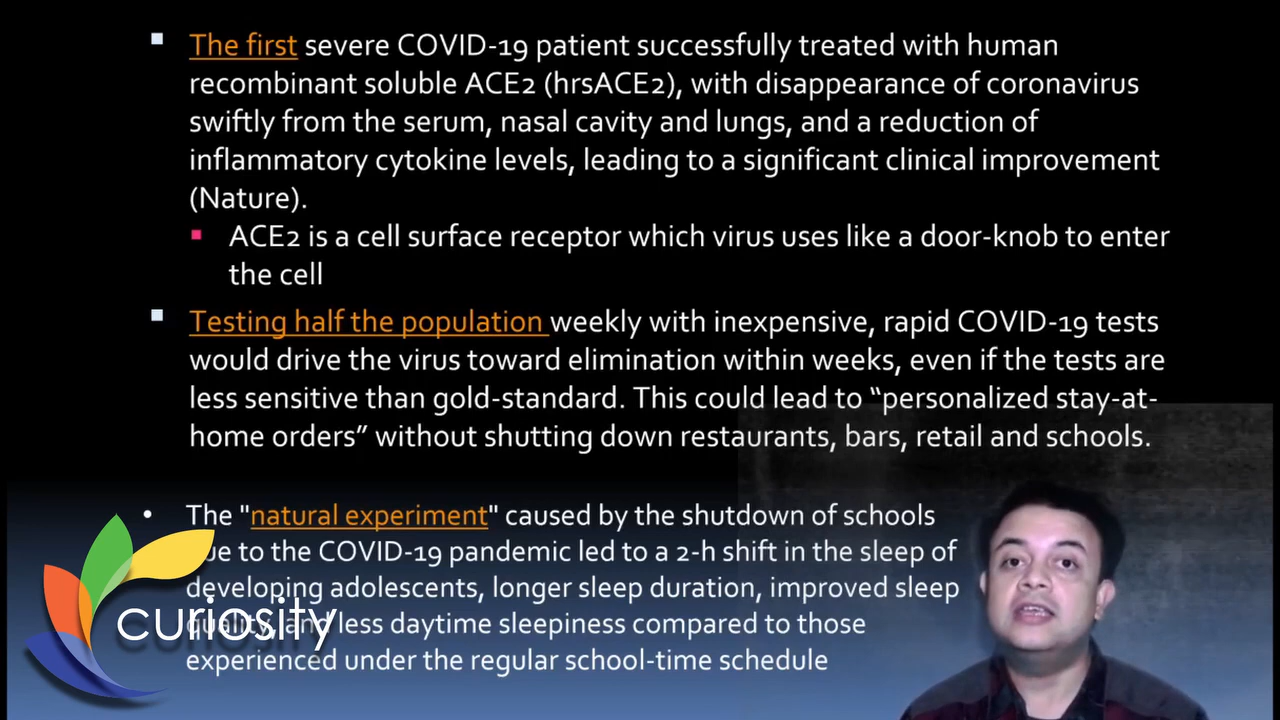 The first severe COVID-19 patient successfully treated with human
recombinant soluble ACE2 (hrsACE2), with disappearance of coronavirus
swiftly from the serum, nasal cavity and lungs, and a reduction of
inflammatory cytokine levels, leading to a significant clinical improvement
(Nature).
ACE2 is a cell surface receptor which virus uses like a door-knob to enter
the cell
Testing half the population weekly with inexpensive, rapid COVID-19 tests
would drive the virus toward elimination within weeks, even if the tests are
less sensitive than gold-standard. This could lead to “personalized stay-at-
home orders” without shutting down restaurants, bars, retail and schools.
The "natural experiment" caused by the shutdown of schools
to the COVID-19 pandemic led to a 2-h shift in the sleep of
developing adolescents, longer sleep duration, improved sleep
less daytime sleepiness compared to those
experienced under the regular school-time schedule
curiosity